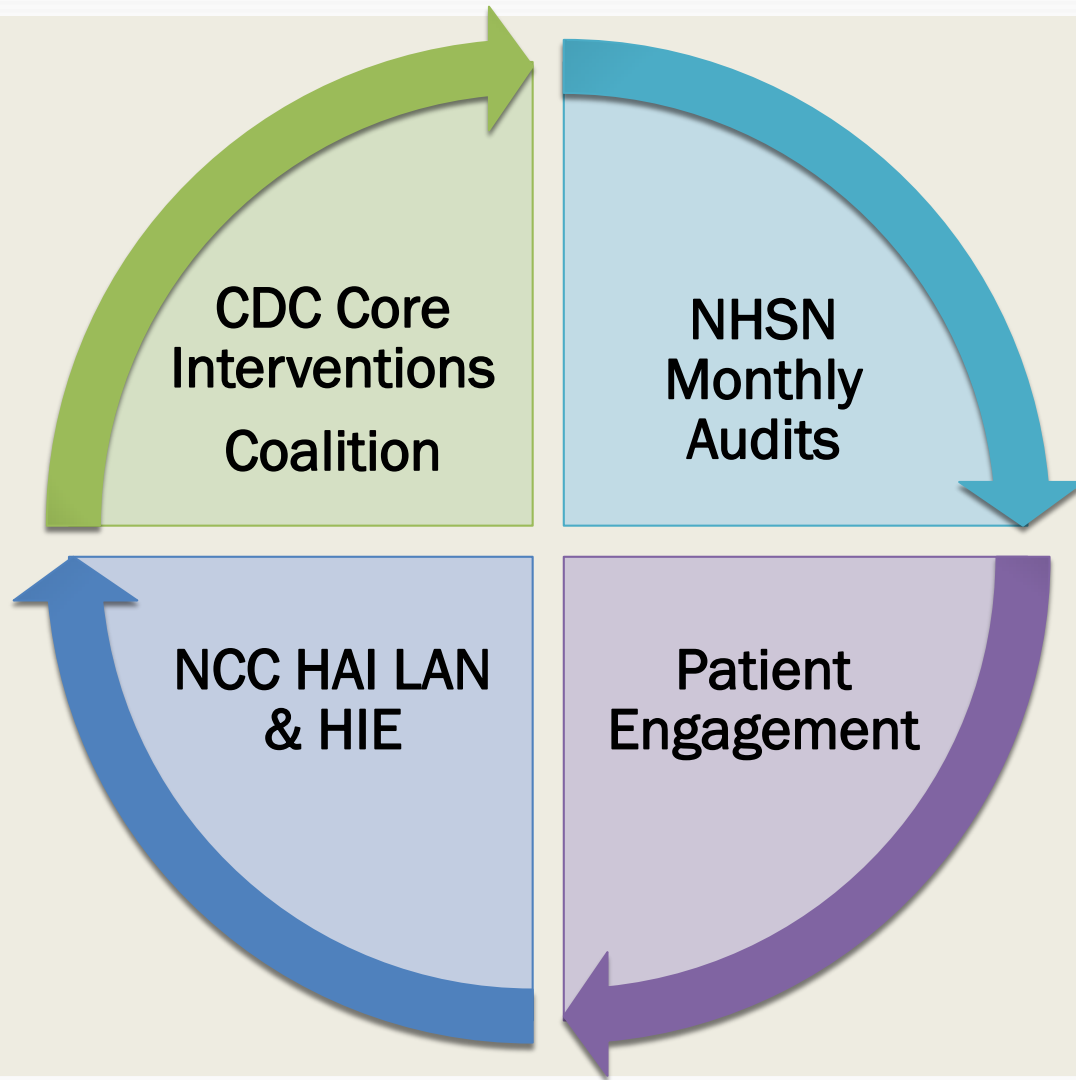 CDC Core
Interventions
Coalition
NHSN
Monthly
Audits
NCC HAI LAN
& HIE
Patient
Engagement